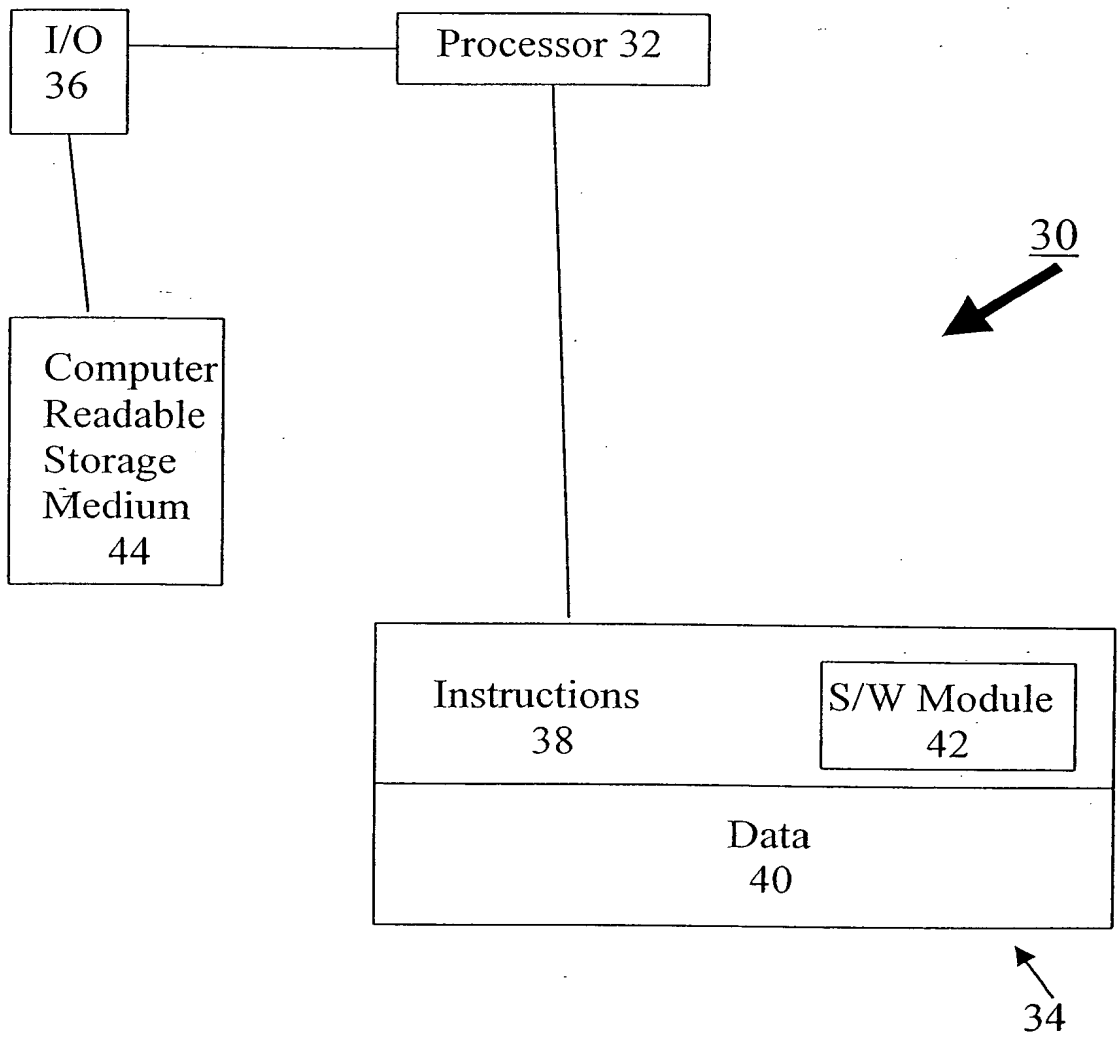 I/O
36
Processor 32
30
Computer
Readable
Storage
Medium
44
Instructions
38
S/W Module
42
Data
40
34